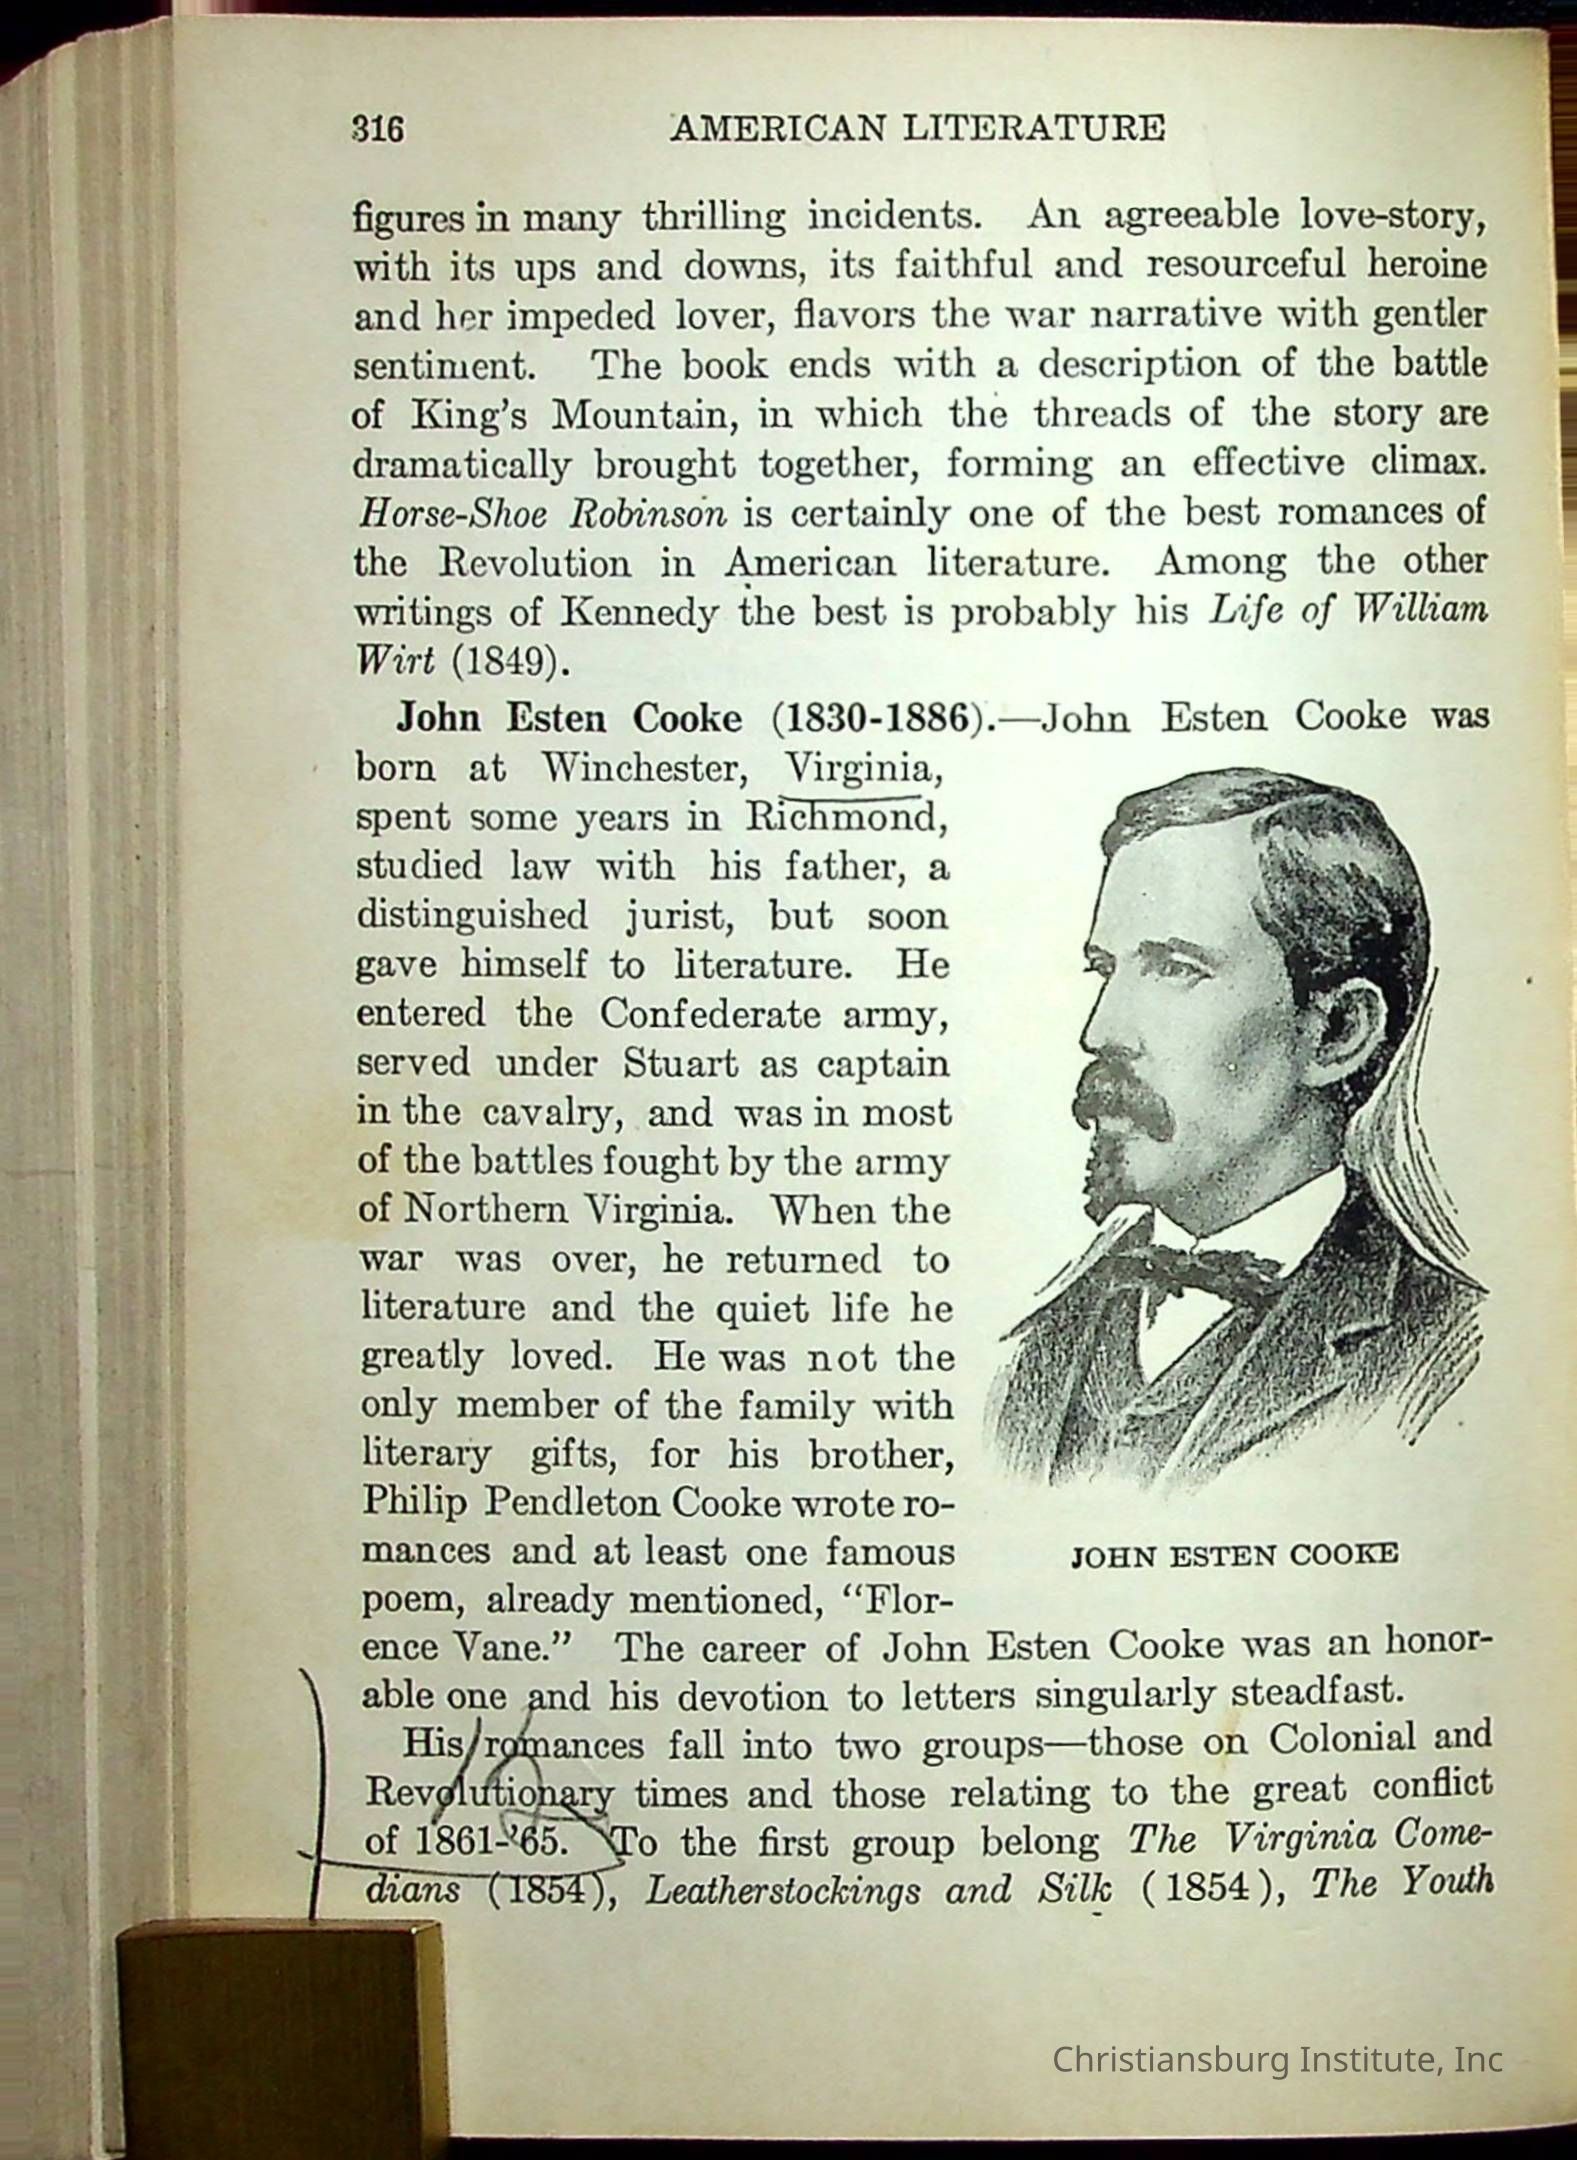 316 AMERICAN LITERATURE
figures in many thrilling incidents. An agreeable love-story,
with its ups and downs, its faithful and resourceful heroine
and her impeded lover, flavors the war narrative with gentler
sentiment. The book ends with a description of the battle
of King's Mountain, in which the threads of the story are
dramatically brought together, forming an effective climax.
Horse-Shoe Robinson is certainly one of the best romances of
the Revolution in American literature. Among the other
writings of Kennedy the best is probably his Life of William
Wirt (1849).
John Esten Cooke (1830-1886).—John Esten Cooke was
born at Winchester, Virginia,
spent some years in Richmond,
studied law with his father, a
distinguished jurist, but soon
gave himself to literature. He
entered the Confederate army,
served under Stuart as captain
in the cavalry, and was in most
of the battles fought by the army
of Northern Virginia. When the
war was over, he returned to
literature and the quiet life he
greatly loved. He was not the
only member of the family with
literary gifts, for his brother,
Philip Pendleton Cooke wrote ro-
mances and at least one famous
poem, already mentioned, "Flor-
JOHN ESTEN COOKE
ence Vane." The career of John Esten Cooke was an honor-
able one and his devotion to letters singularly steadfast.
His romances fall into two groups—those on Colonial and
Revolutionary times and those relating to the great conflict
of 1861-'65. To the first group belong The Virginia Come-
dians (1854), Leatherstockings and Silk (1854), The Youth
Christiansburg Institute, Inc